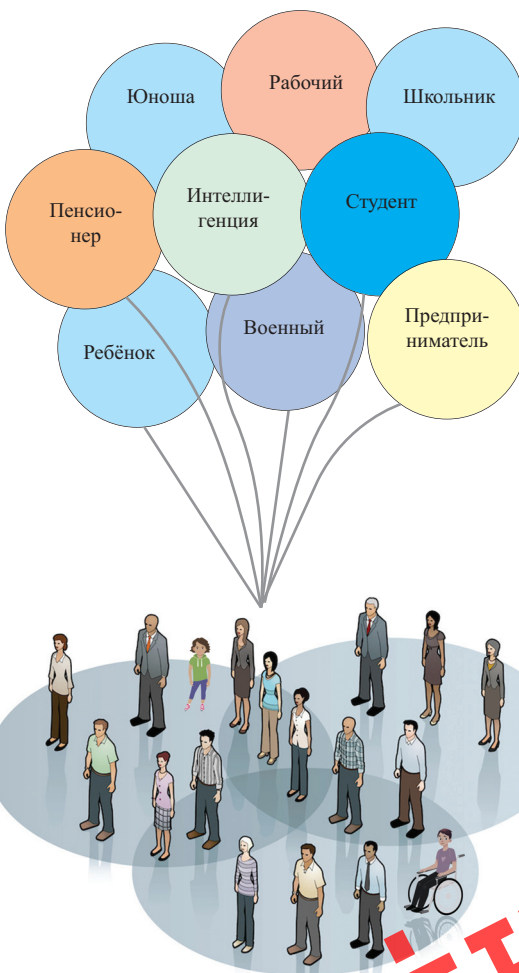 Юноша
Рабочий
Школьник
Пенсио-
нер
Интелли-
генция
Студент
Ребёнок
Военный
Предпри-
ниматель